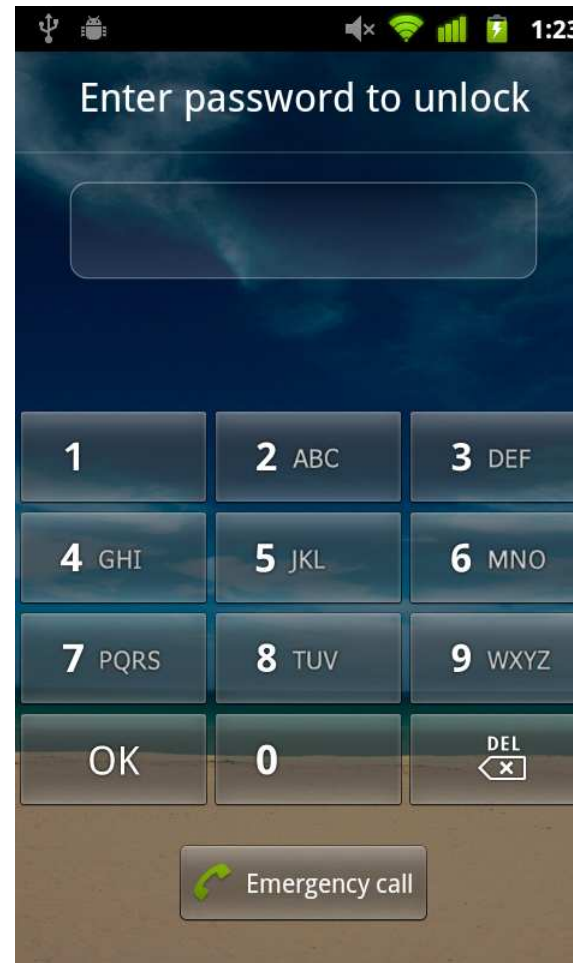 1:23
Enter password to unlock
1
2 ABC
3 DEF
4 GHI
5 JKL
6 MNO
7 PQRS
8 TUV
9 WXYZ
OK
0
DEL
Emergency call